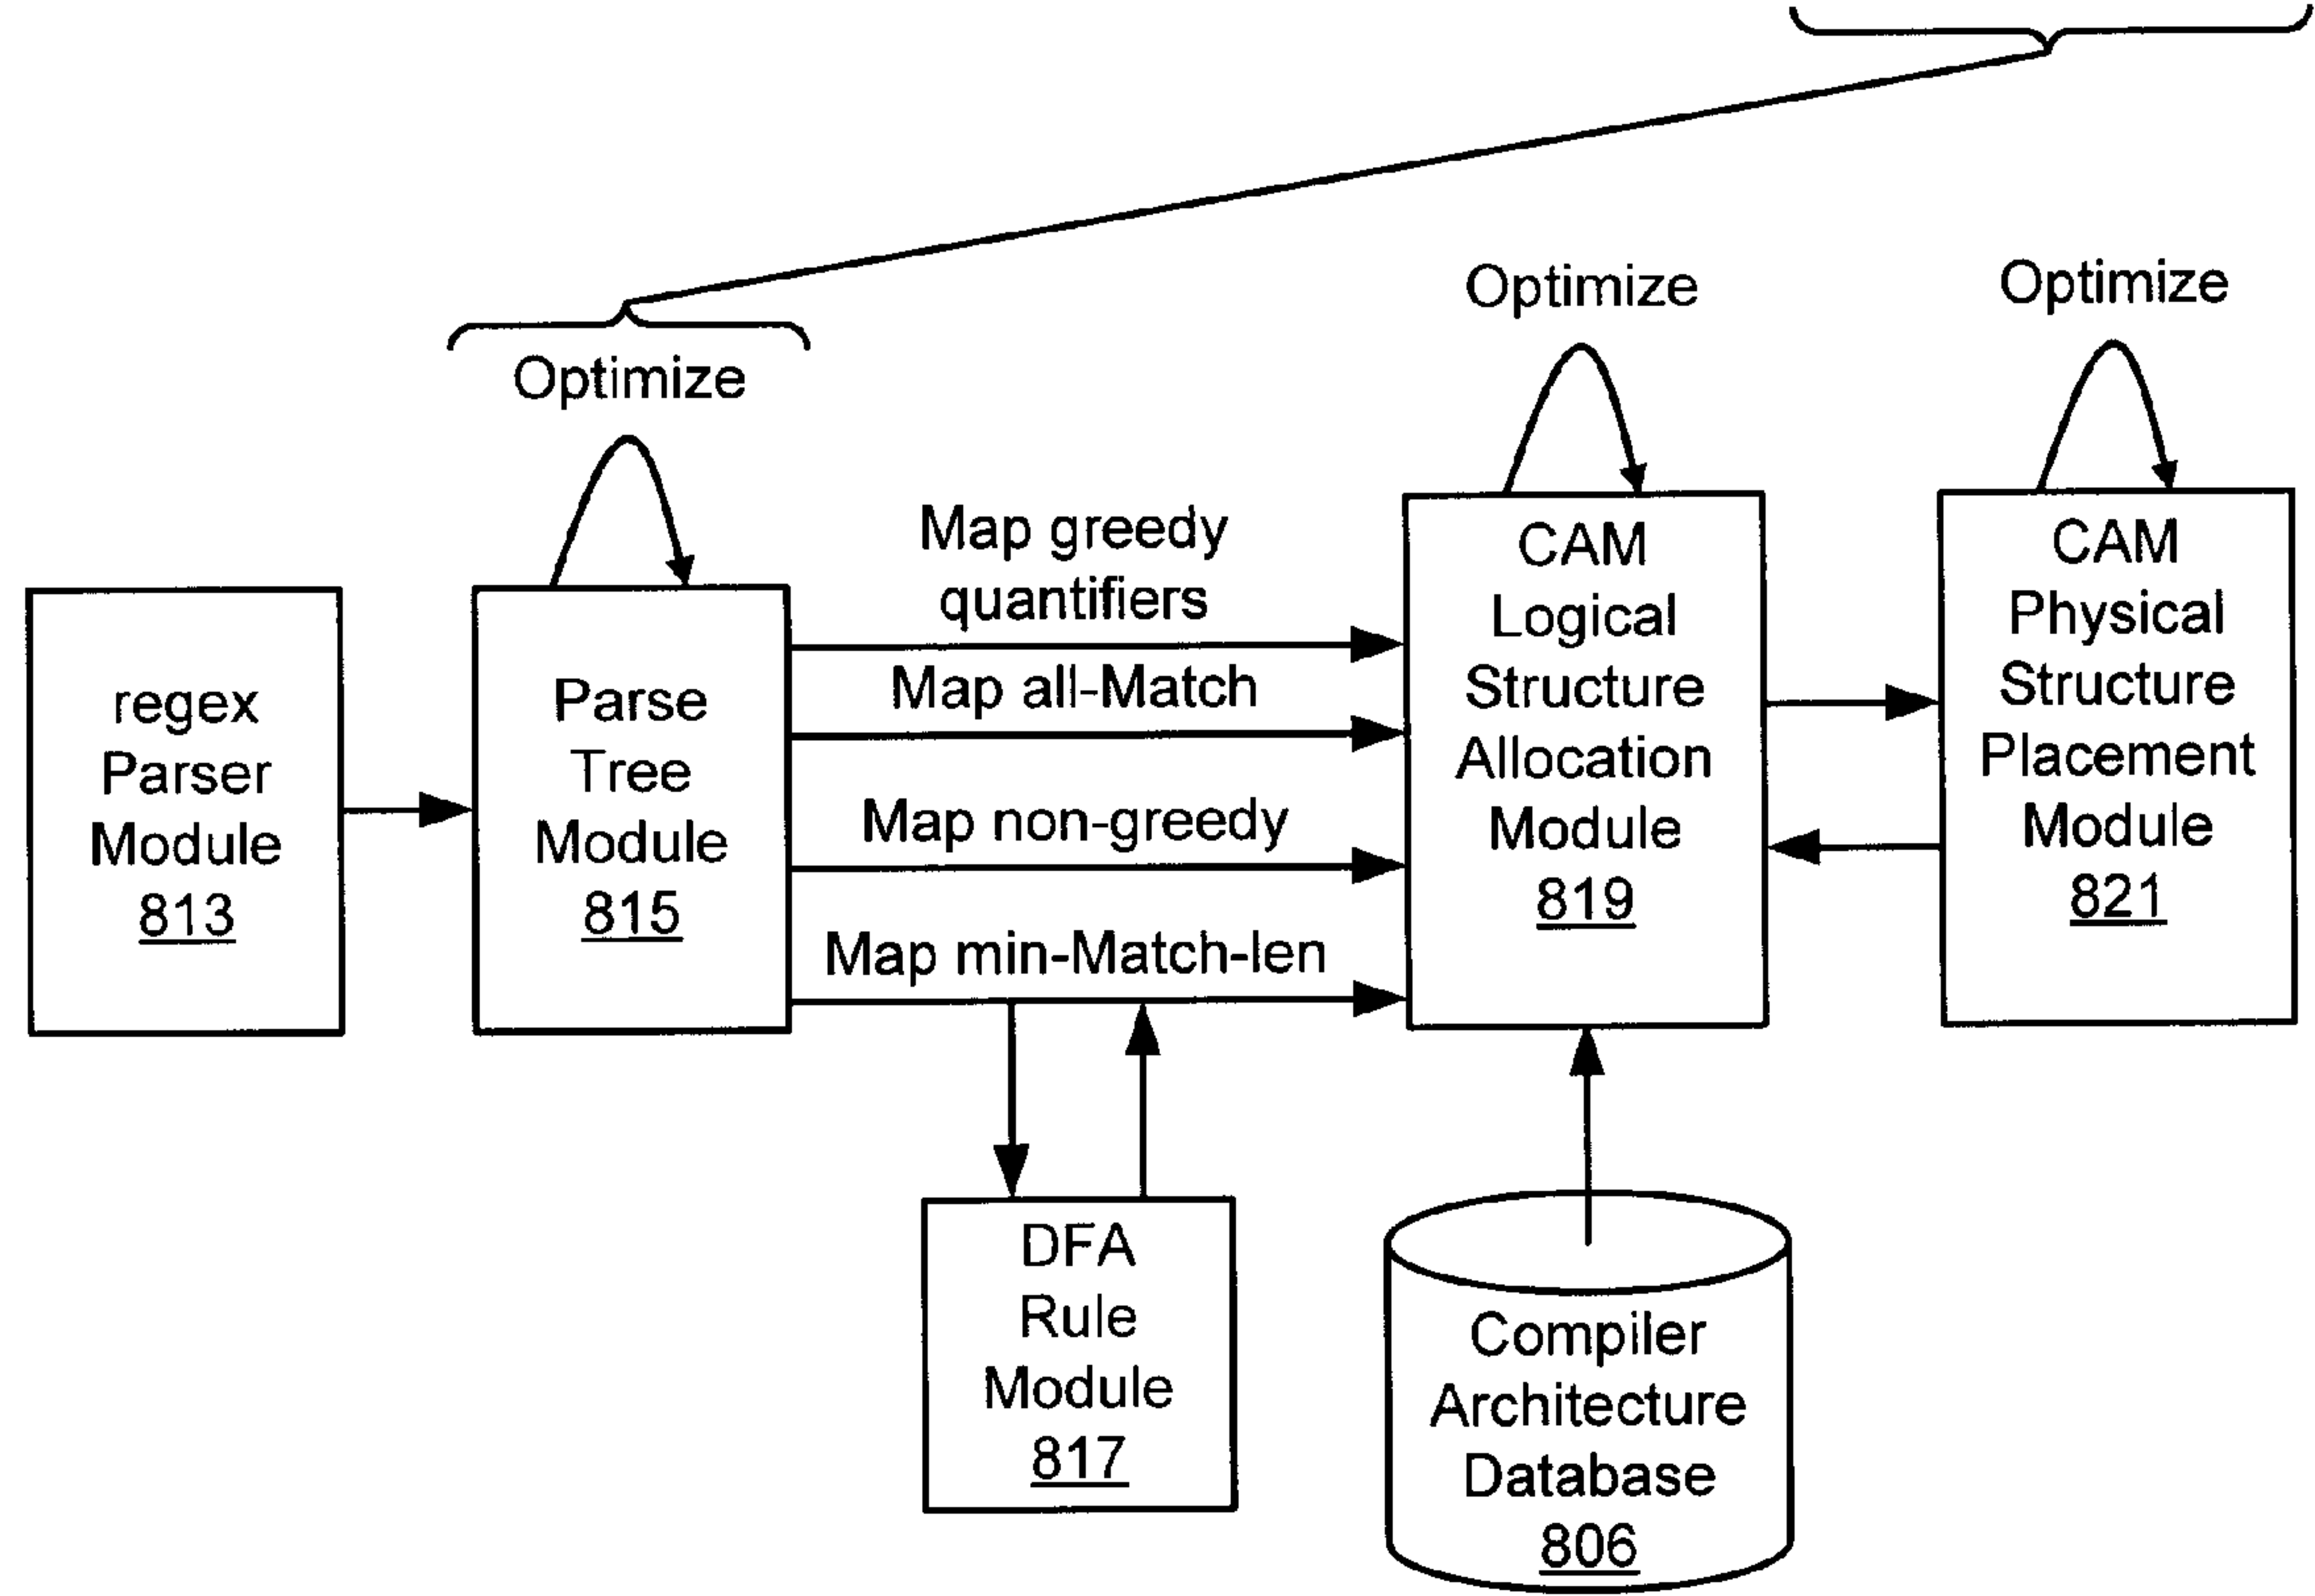 Optimize
Optimize
Optimize
regex
Parser
Module
813
Parse
Tree
Module
815
Map greedy
quantifiers
Map all-Match
Map non-greedy
Map min-Match-len
CAM
Logical
Structure
Allocation
Module
819
CAM
Physical
Structure
Placement
Module
821
DFA
Rule
Module
817
Compiler
Architecture
Database
806